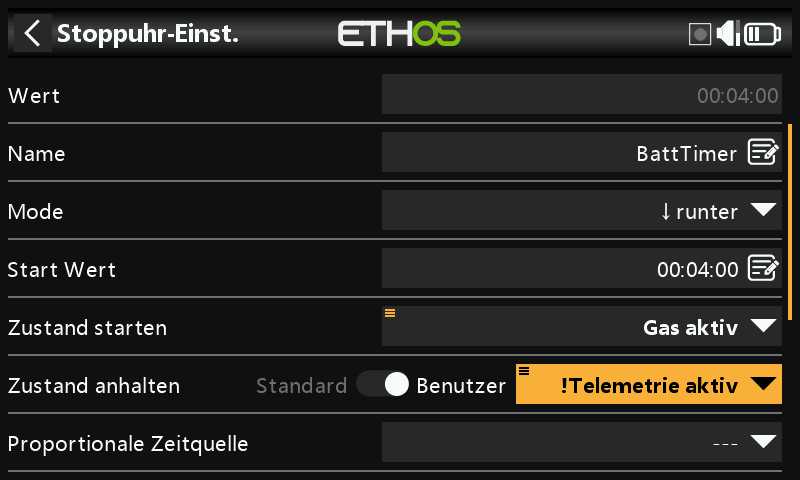 Stoppuhr-Einst. ETHOS
Wert 00:04:00
Name BattTimer
Mode ↓ runter
Start Wert 00:04:00
Zustand starten Gas aktiv
Zustand anhalten Standard Benutzer !Telemetrie aktiv
Proportionale Zeitquelle ---